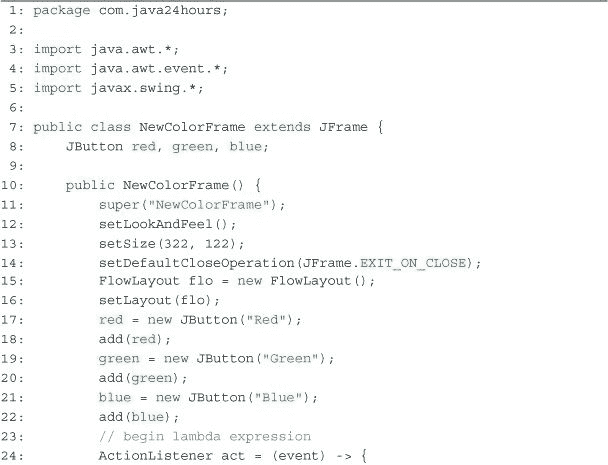 1: package com.java24hours;
2:
3: import java.awt.*;
4: import java.awt.event.*;
5: import javax.swing.*;
6:
7: public class NewColorFrame extends JFrame {
8:     JButton red, green, blue;
9:
10:     public NewColorFrame() {
11:         super("NewColorFrame");
12:         setLookAndFeel();
13:         setSize(322, 122);
14:         setDefaultCloseOperation(JFrame.EXIT_ON_CLOSE);
15:         FlowLayout flo = new FlowLayout();
16:         setLayout(flo);
17:         red = new JButton("Red");
18:         add(red);
19:         green = new JButton("Green");
20:         add(green);
21:         blue = new JButton("Blue");
22:         add(blue);
23:         // begin lambda expression
24:         ActionListener act = (event) -> {